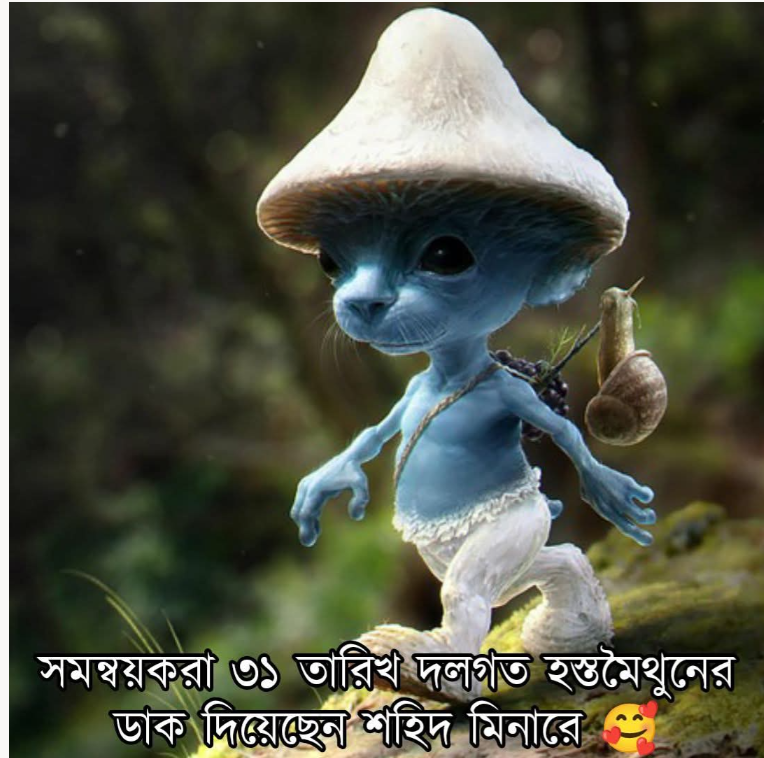 সমন্বয়করা ৩১ তারিখ দলগত হস্তমৈথুনের
ডাক দিয়েছেন শহিদ মিনারে 🥰